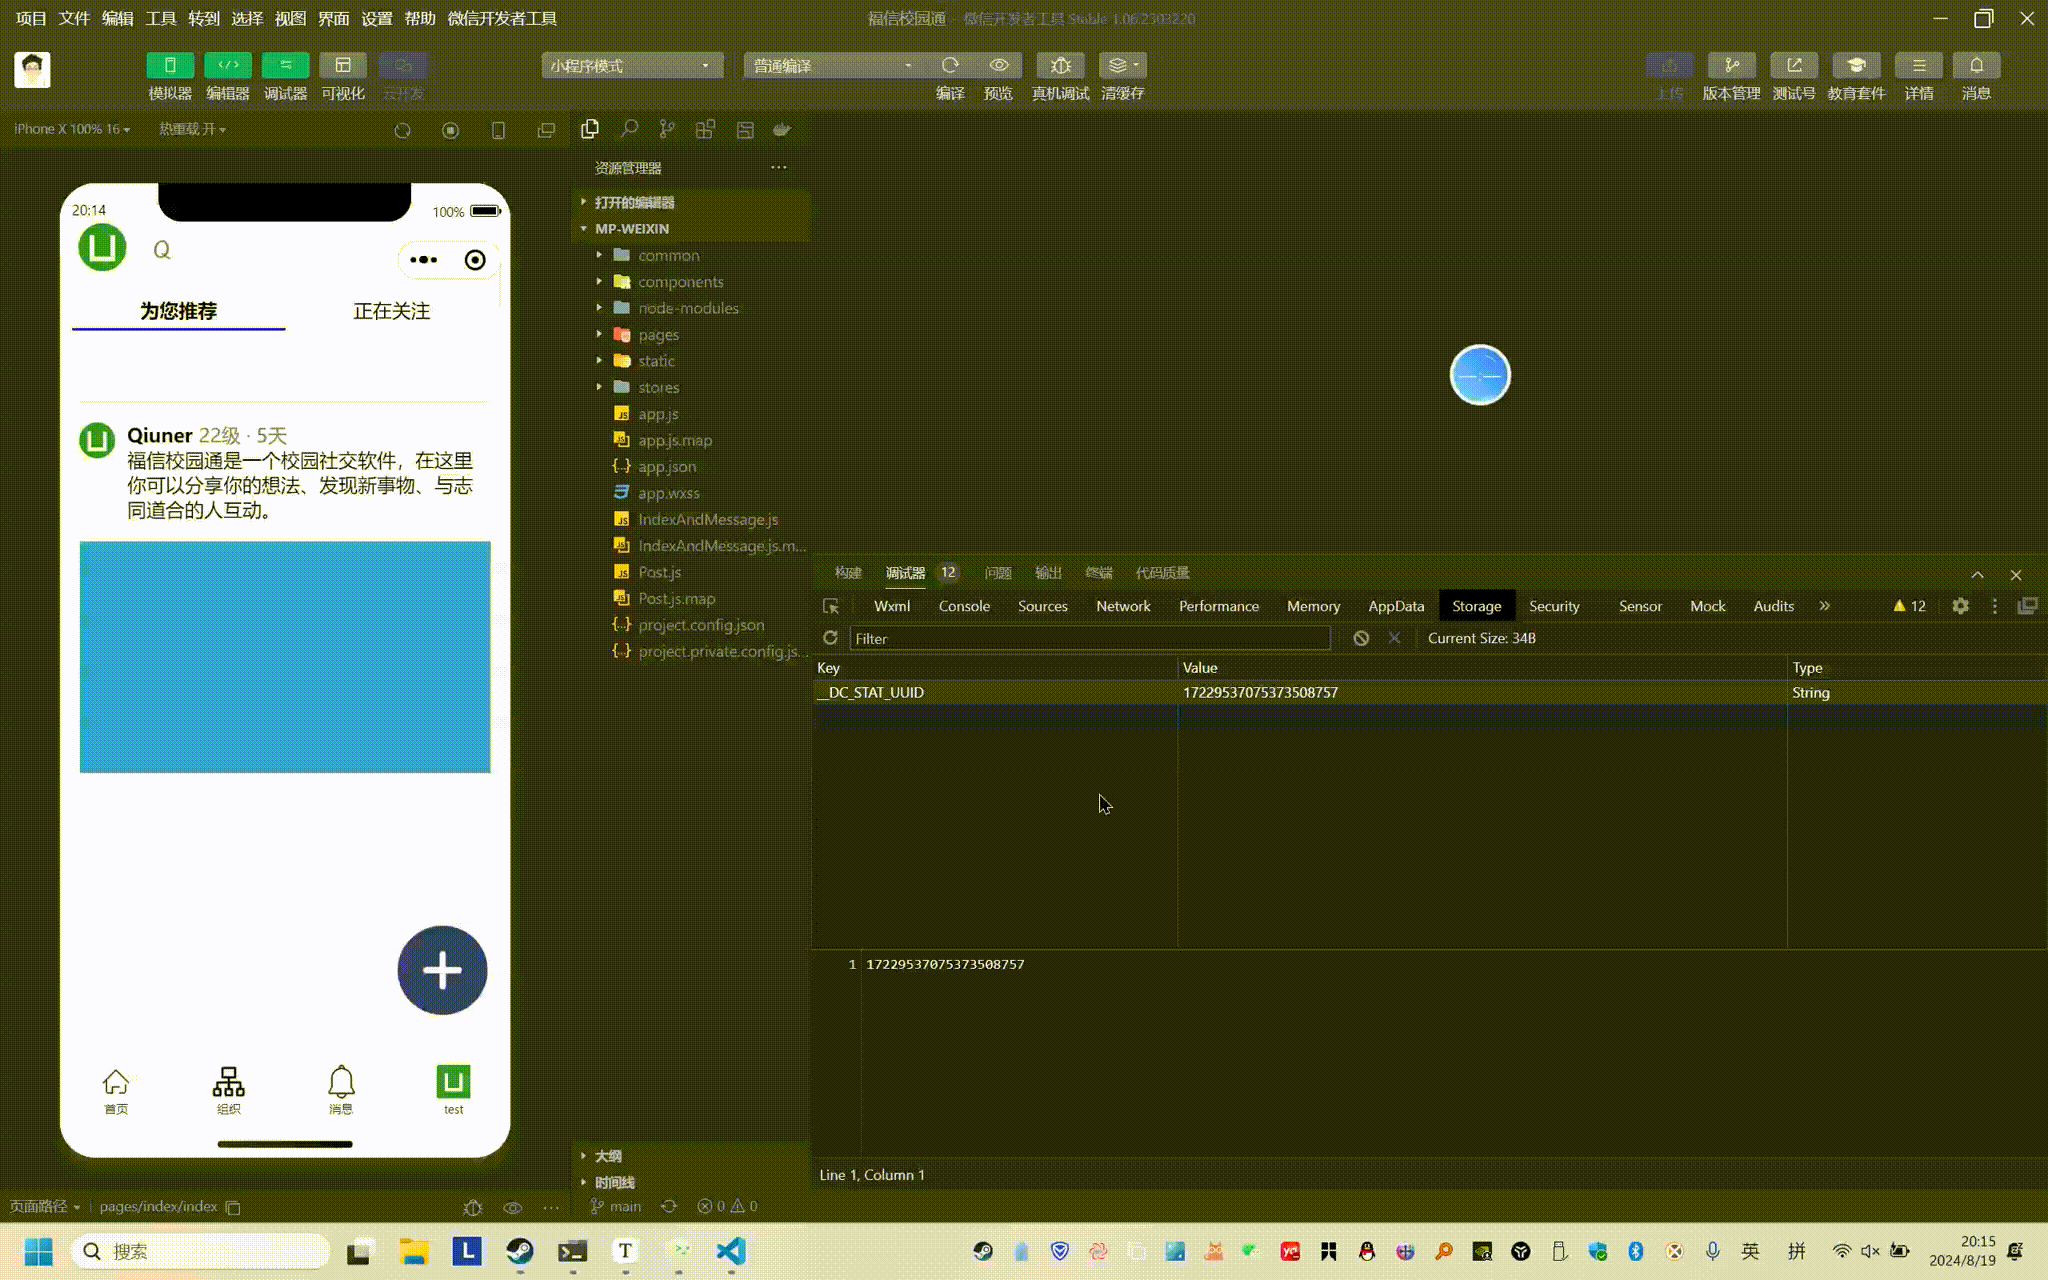 项目 文件 编辑 工具 转到 选择 视图 界面 设置 帮助 微信开发者工具
福信校园通 - 微信开发者工具 Stable 1.06.2303220
模拟器 编辑器 调试器 可视化 云开发
小程序模式
普通编译
编译 预览 真机调试 清缓存
上传 版本管理 测试号 教育套件 详情 消息
iPhone X 100% 16
热重载 开
20:14
100%
为您推荐
正在关注
Qiuner 22级 · 5天
福信校园通是一个校园社交软件，在这里
你可以分享你的想法、发现新事物、与志
同道合的人互动。
首页
组织
消息
test
页面路径
pages/index/index
资源管理器
打开的编辑器
MP-WEIXIN
common
components
node-modules
pages
static
stores
app.js
app.js.map
app.json
app.wxss
IndexAndMessage.js
IndexAndMessage.js.m...
Post.js
Post.js.map
project.config.json
project.private.config.js...
大纲
时间线
main
0
0
构建 调试器 12 问题 输出 终端 代码质量
Wxml Console Sources Network Performance Memory AppData Storage Security Sensor Mock Audits » 12
Filter
Current Size: 34B
Key Value Type
__DC_STAT_UUID 17229537075373508757 String
1 17229537075373508757
Line 1, Column 1
搜索
英
拼
20:15
2024/8/19